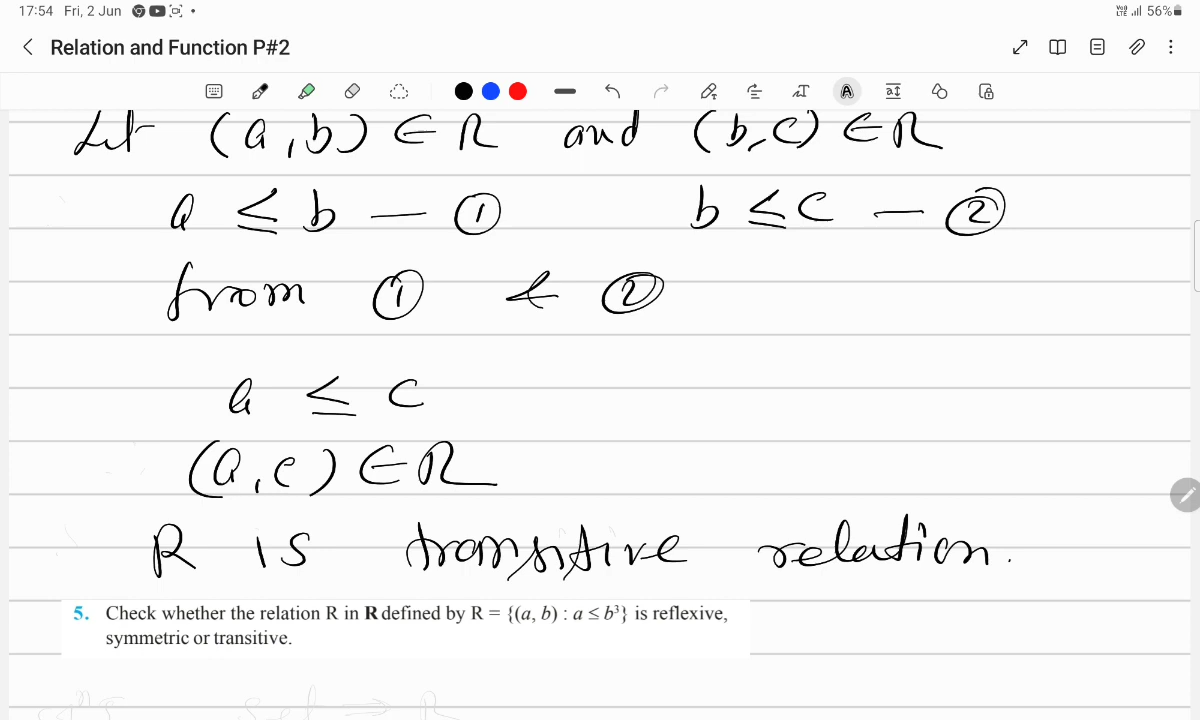 17:54 Fri, 2 Jun 56%
Relation and Function P#2
Let (a,b) ∈ R and (b,c) ∈ R
a ≤ b — ① b ≤ c — ②
from ① & ②
a ≤ c
(a,c) ∈ R
R is transitive relation.
5. Check whether the relation R in R defined by R = {(a, b) : a ≤ b³} is reflexive,
symmetric or transitive.